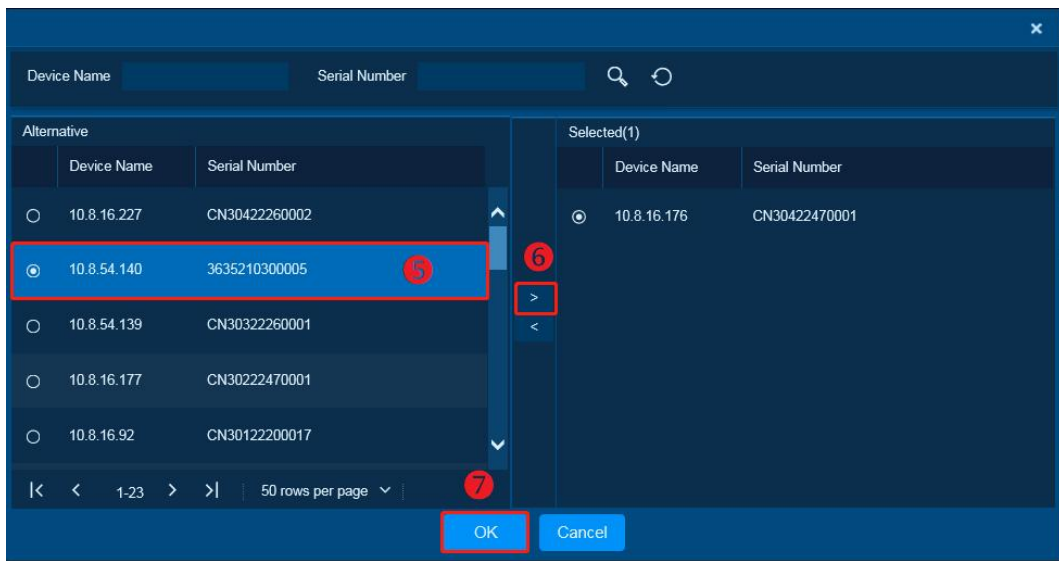 ×
Device Name Serial Number
Alternative Selected(1)
Device Name Serial Number Device Name Serial Number
10.8.16.227 CN30422260002 10.8.16.176 CN30422470001
10.8.54.140 3635210300005 5 6
>
10.8.54.139 CN30322260001 <
10.8.16.177 CN30222470001
10.8.16.92 CN30122200017
1-23 50 rows per page 7
OK Cancel